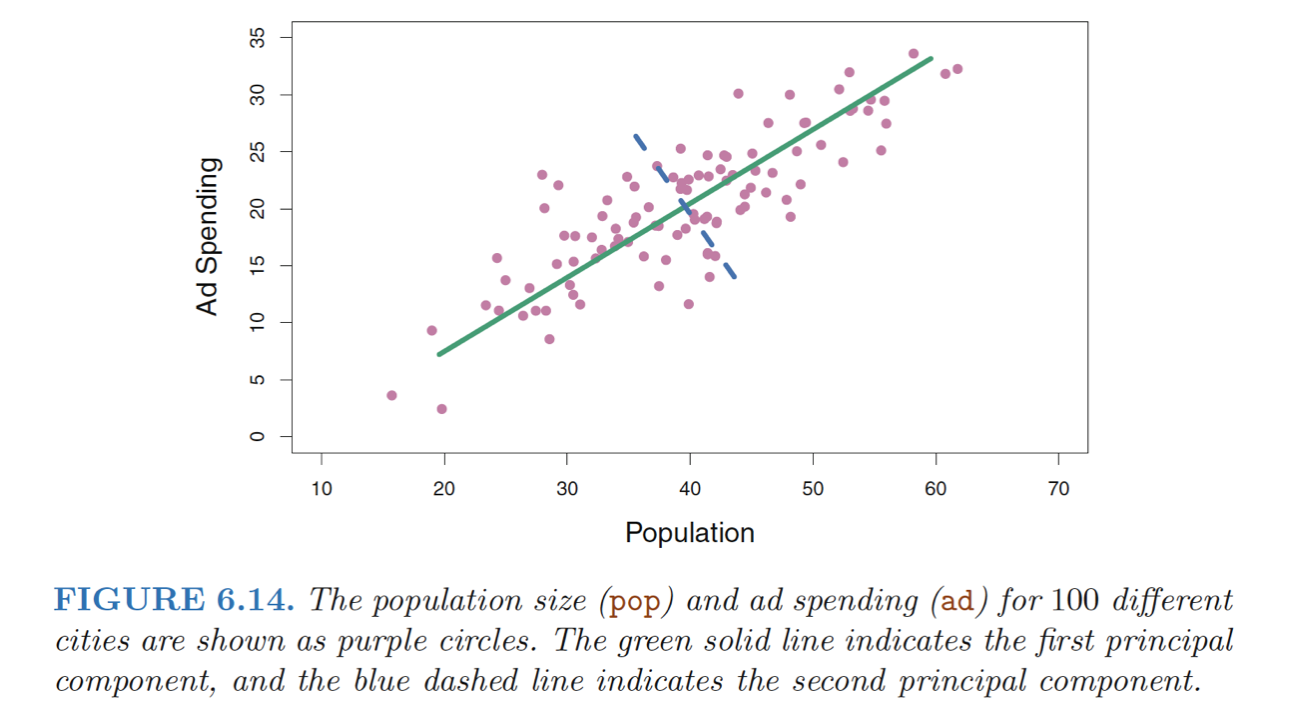 35
30
25
20
15
10
5
0
Ad Spending
10 20 30 40 50 60 70
Population
FIGURE 6.14. The population size (pop) and ad spending (ad) for 100 different
cities are shown as purple circles. The green solid line indicates the first principal
component, and the blue dashed line indicates the second principal component.